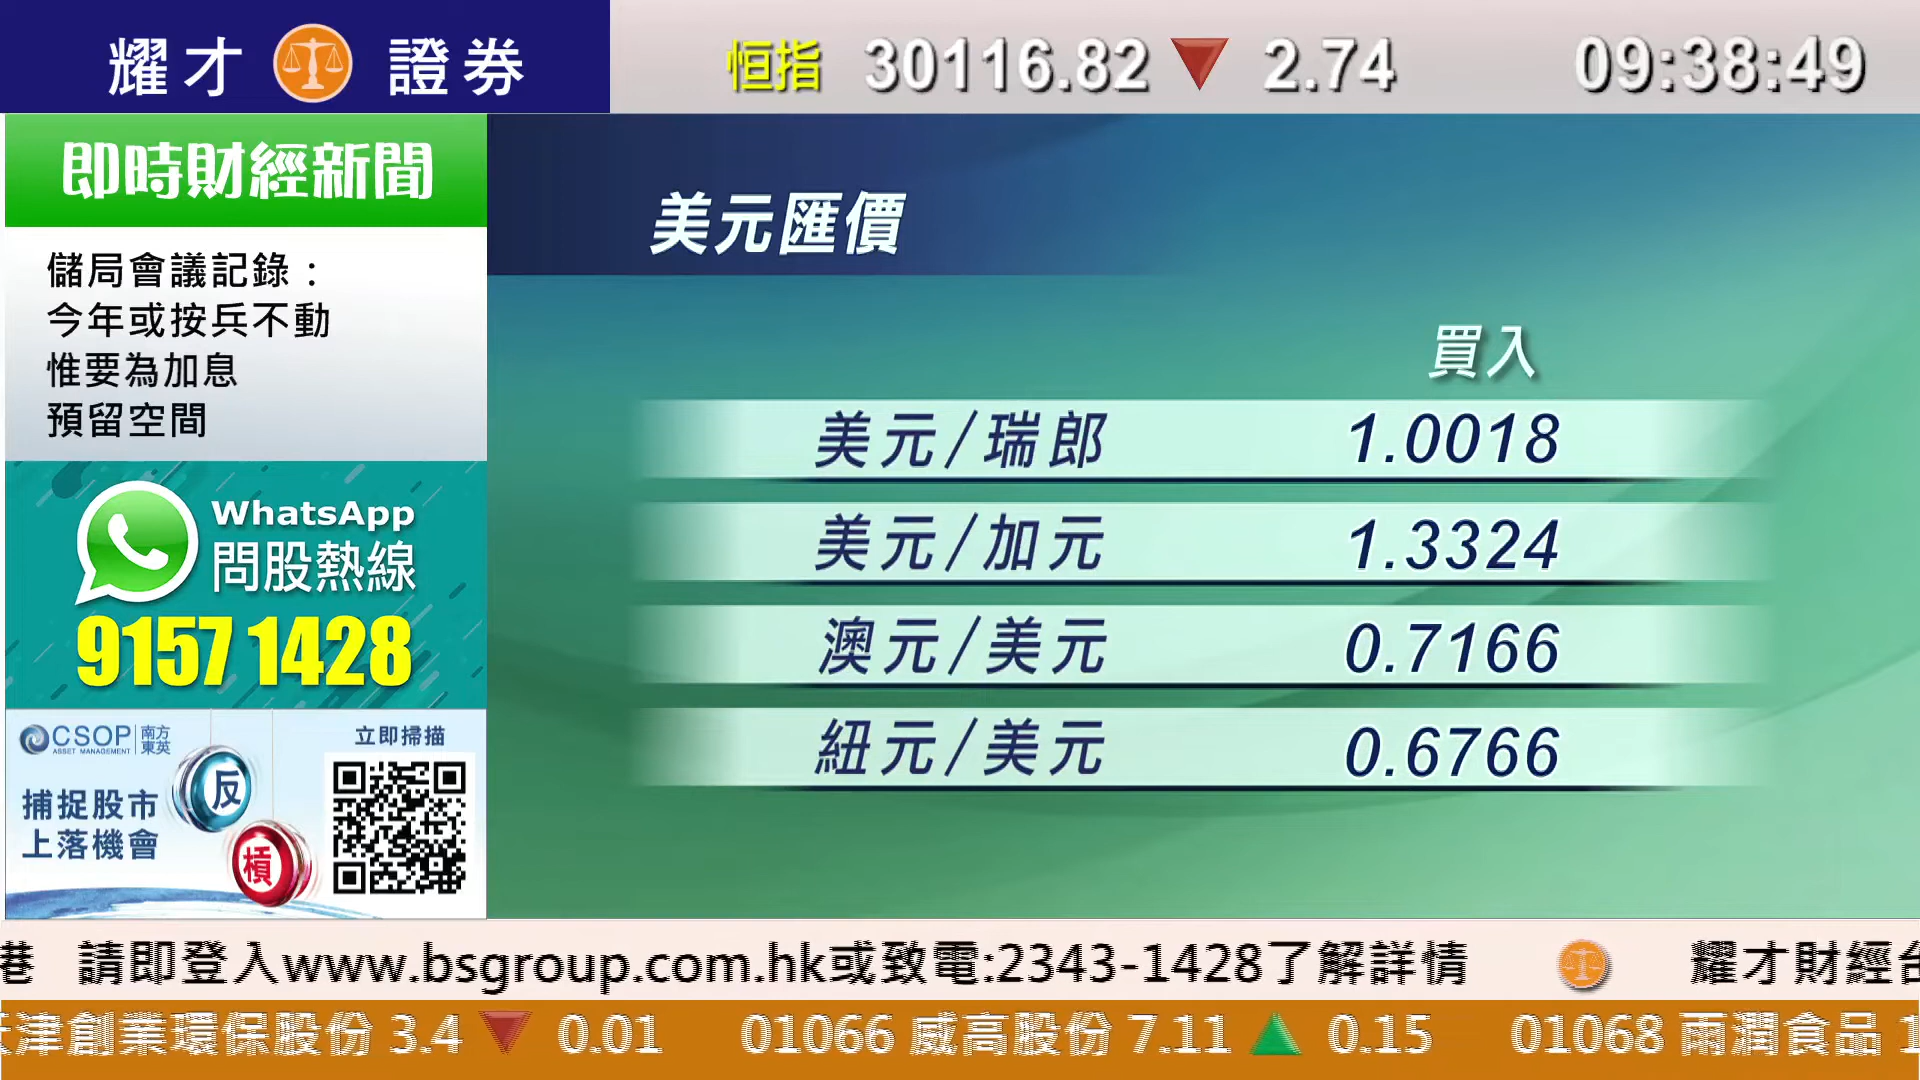 耀才證券
恒指 30116.82 ▼ 2.74 09:38:49
即時財經新聞
儲局會議記錄：
今年或按兵不動
惟要為加息
預留空間
WhatsApp
問股熱線
9157 1428
CSOP 南方
ASSET MANAGEMENT 東英
立即掃描
捕捉股市
上落機會
反
槓
美元匯價
買入
美元/瑞郎 1.0018
美元/加元 1.3324
澳元/美元 0.7166
紐元/美元 0.6766
港 請即登入www.bsgroup.com.hk或致電:2343-1428了解詳情 耀才財經台
天津創業環保股份 3.4 ▼ 0.01 01066 威高股份 7.11 ▲ 0.15 01068 雨潤食品 1